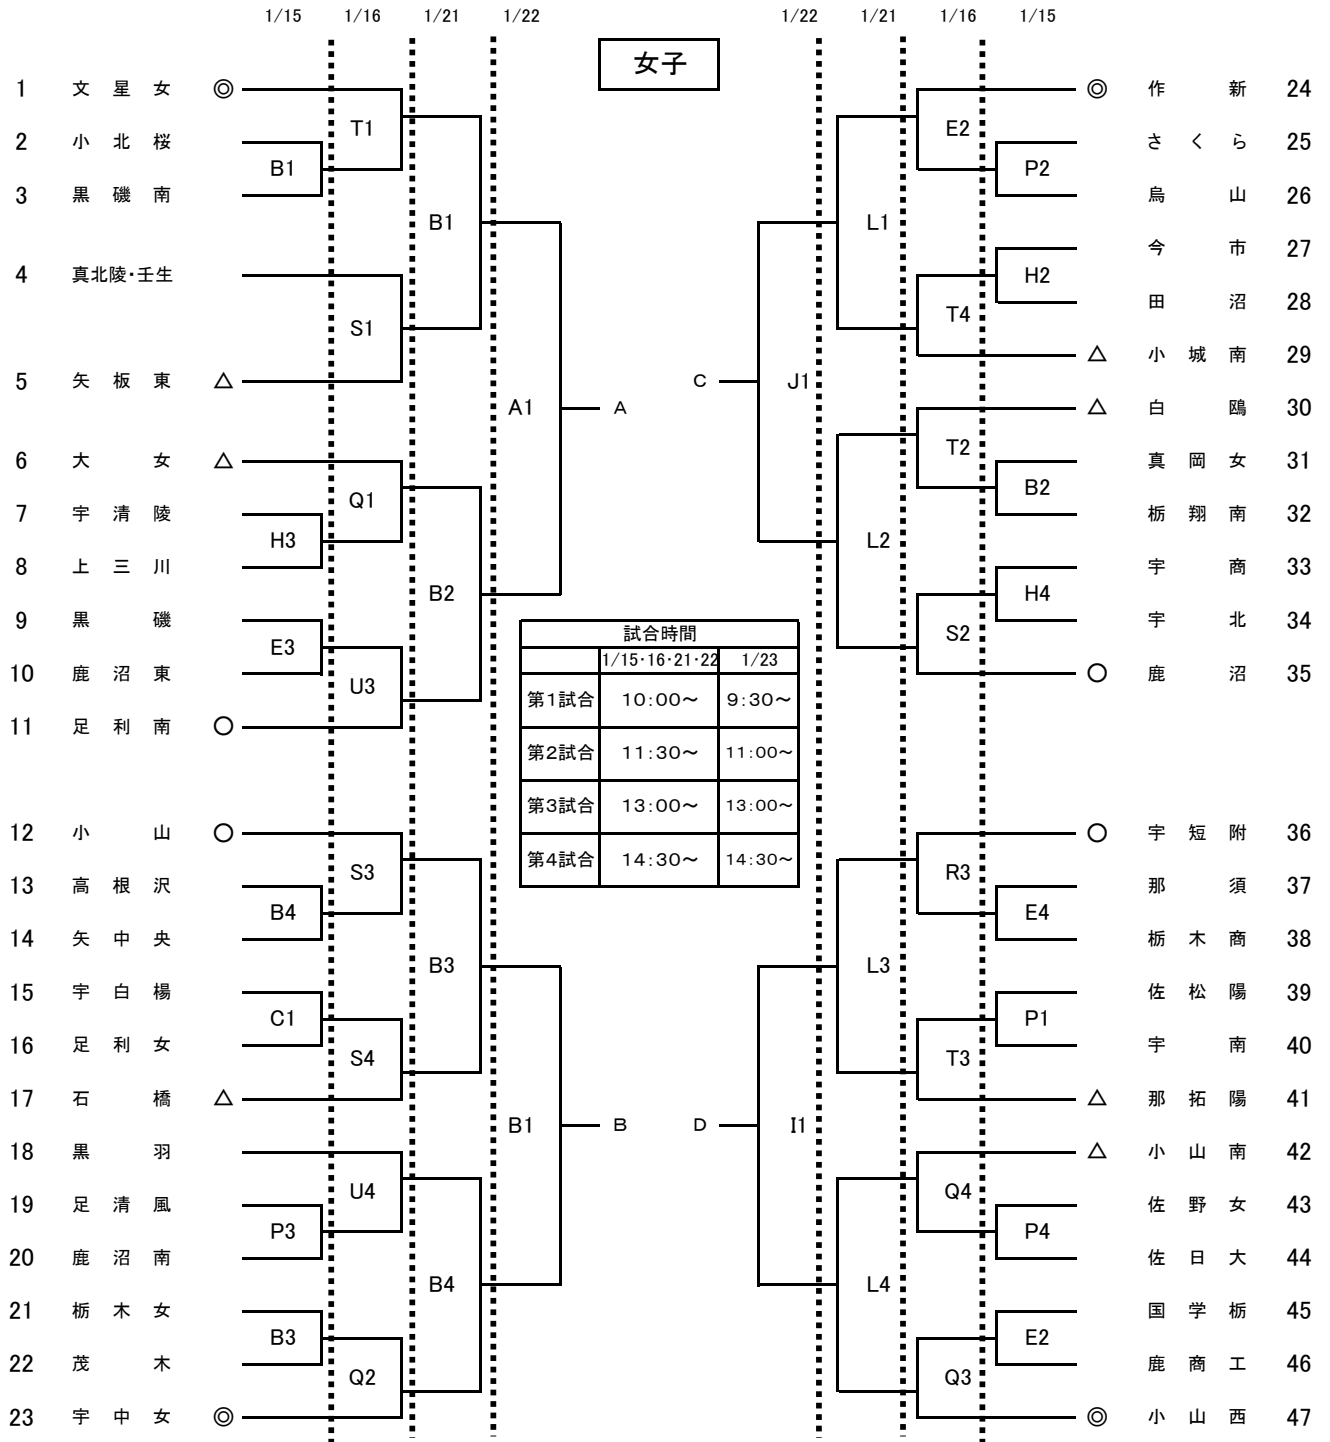 1/15 1/16 1/21 1/22 1/22 1/21 1/16 1/15
女子
1 文星女 ◎ ◎ 作新 24
T1 E2
2 小北桜 さくら 25
B1 P2
3 黒磯南 烏山 26
B1 L1
4 真北陵・壬生 今市 27
H2
田沼 28
S1 T4
△ 小城南 29
5 矢板東 △
C J1
A1 A △ 白鴎 30
T2
6 大女 △ 真岡女 31
Q1 B2
7 宇清陵 栃翔南 32
H3 L2
8 上三川 宇商 33
B2 H4
9 黒磯 宇北 34
E3 S2
10 鹿沼東 ○ 鹿沼 35
U3
11 足利南 ○
試合時間
1/15・16・21・22 1/23
第1試合 10:00～ 9:30～
第2試合 11:30～ 11:00～
第3試合 13:00～ 13:00～
第4試合 14:30～ 14:30～
12 小山 ○ ○ 宇短附 36
S3 R3
13 高根沢 那須 37
B4 E4
14 矢中央 栃木商 38
B3 L3
15 宇白楊 佐松陽 39
C1 P1
16 足利女 宇南 40
S4 T3
17 石橋 △ △ 那拓陽 41
B1 B D I1
18 黒羽 △ 小山南 42
U4 Q4
19 足清風 佐野女 43
P3 P4
20 鹿沼南 佐日大 44
B4 L4
21 栃木女 国学栃 45
B3 E2
22 茂木 鹿商工 46
Q2 Q3
23 宇中女 ◎ ◎ 小山西 47